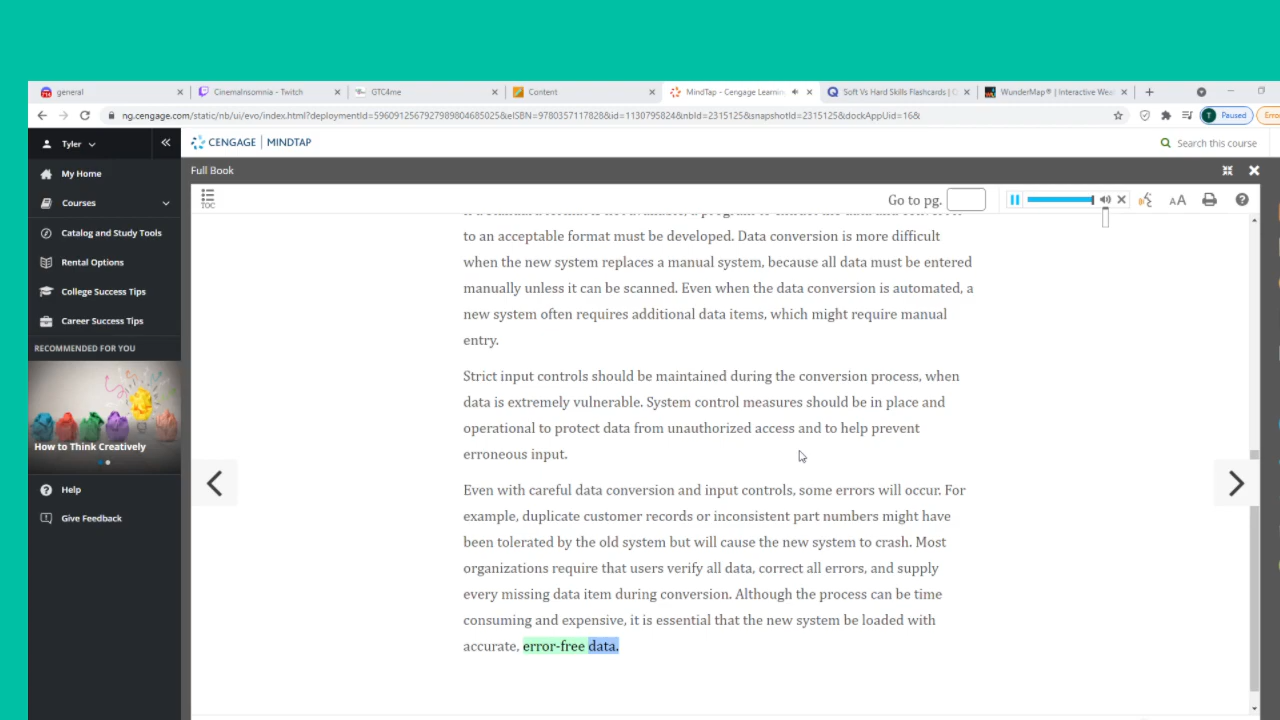 general
CinemaInsomnia - Twitch
GTC4me
Content
MindTap - Cengage Learnin
Soft Vs Hard Skills Flashcards | Q
WunderMap® | Interactive Wea
ng.cengage.com/static/nb/ui/evo/index.html?deploymentId=59609125672797989804685025&eISBN=9780357117828&id=1130795824&nbId=2315125&snapshotId=2315125&dockAppUid=16&
T Paused
Error
Tyler
CENGAGE | MINDTAP
Search this course
My Home
Courses
Catalog and Study Tools
Rental Options
College Success Tips
Career Success Tips
RECOMMENDED FOR YOU
How to Think Creatively
Help
Give Feedback
Full Book
TOC
Go to pg.
AA
to an acceptable format must be developed. Data conversion is more difficult
when the new system replaces a manual system, because all data must be entered
manually unless it can be scanned. Even when the data conversion is automated, a
new system often requires additional data items, which might require manual
entry.
Strict input controls should be maintained during the conversion process, when
data is extremely vulnerable. System control measures should be in place and
operational to protect data from unauthorized access and to help prevent
erroneous input.
Even with careful data conversion and input controls, some errors will occur. For
example, duplicate customer records or inconsistent part numbers might have
been tolerated by the old system but will cause the new system to crash. Most
organizations require that users verify all data, correct all errors, and supply
every missing data item during conversion. Although the process can be time
consuming and expensive, it is essential that the new system be loaded with
accurate, error-free data.